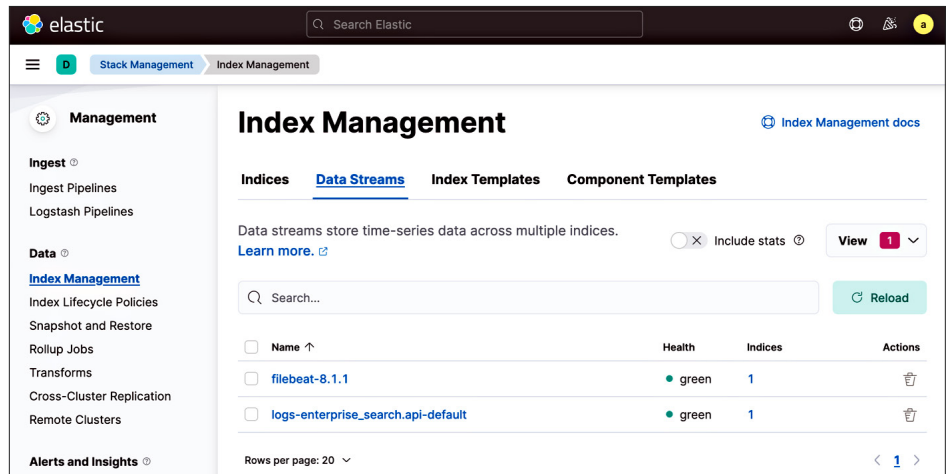 elastic
Search Elastic
a
D
Stack Management
Index Management
Management
Ingest
Ingest Pipelines
Logstash Pipelines
Data
Index Management
Index Lifecycle Policies
Snapshot and Restore
Rollup Jobs
Transforms
Cross-Cluster Replication
Remote Clusters
Alerts and Insights
Index Management
Index Management docs
Indices Data Streams Index Templates Component Templates
Data streams store time-series data across multiple indices.
Learn more.
Include stats
View 1
Search...
Reload
Name Health Indices Actions
filebeat-8.1.1 green 1
logs-enterprise_search.api-default green 1
Rows per page: 20
< 1 >